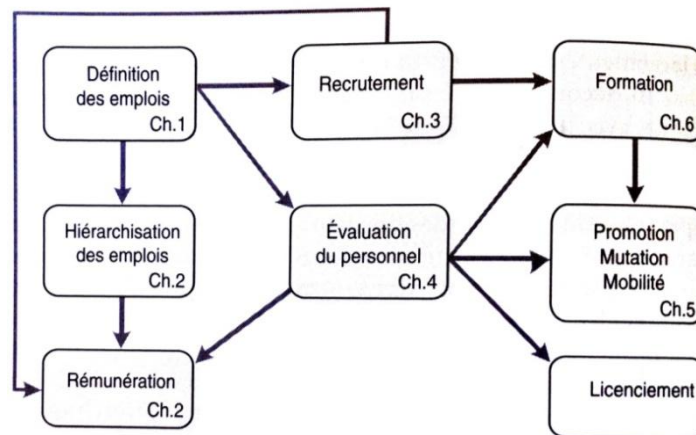 Définition
des emplois
Ch.1
Recrutement
Ch.3
Formation
Ch.6
Hiérarchisation
des emplois
Ch.2
Évaluation
du personnel
Ch.4
Promotion
Mutation
Mobilité
Ch.5
Rémunération
Ch.2
Licenciement